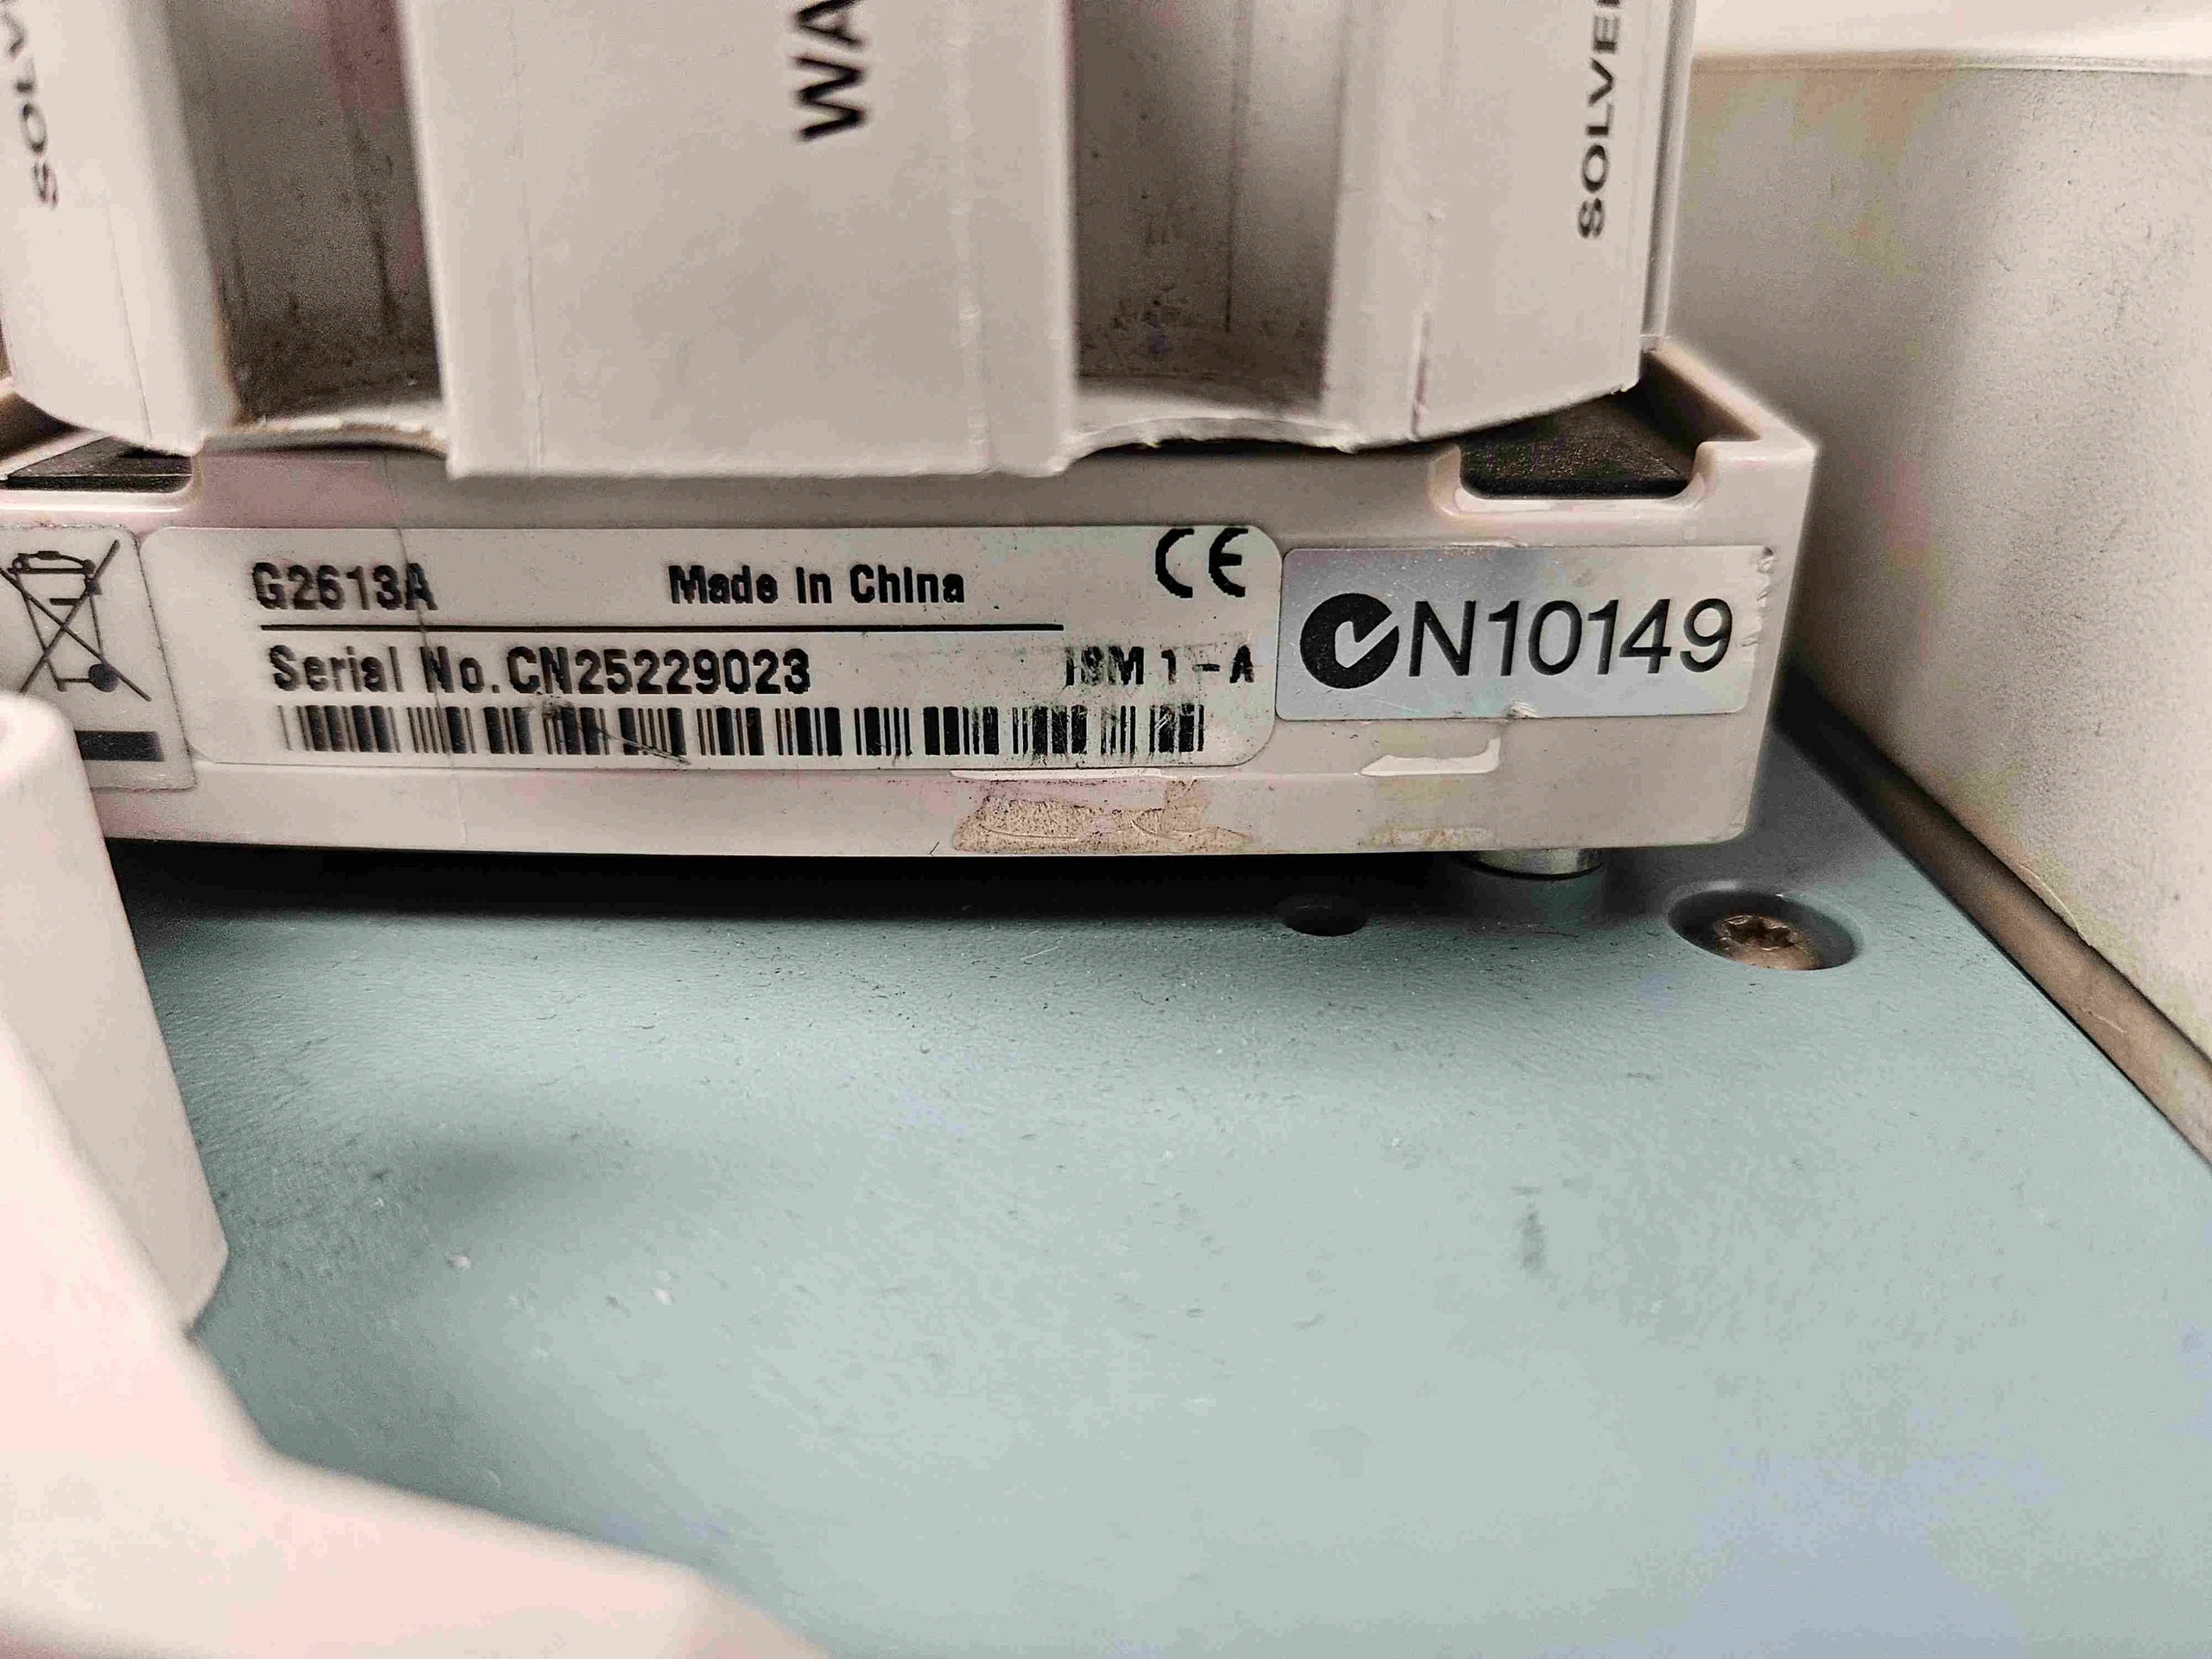 SOLV
WA
SOLVE
G2613A Made in China CE
Serial No. CN25229023 ISM 1-A
N10149